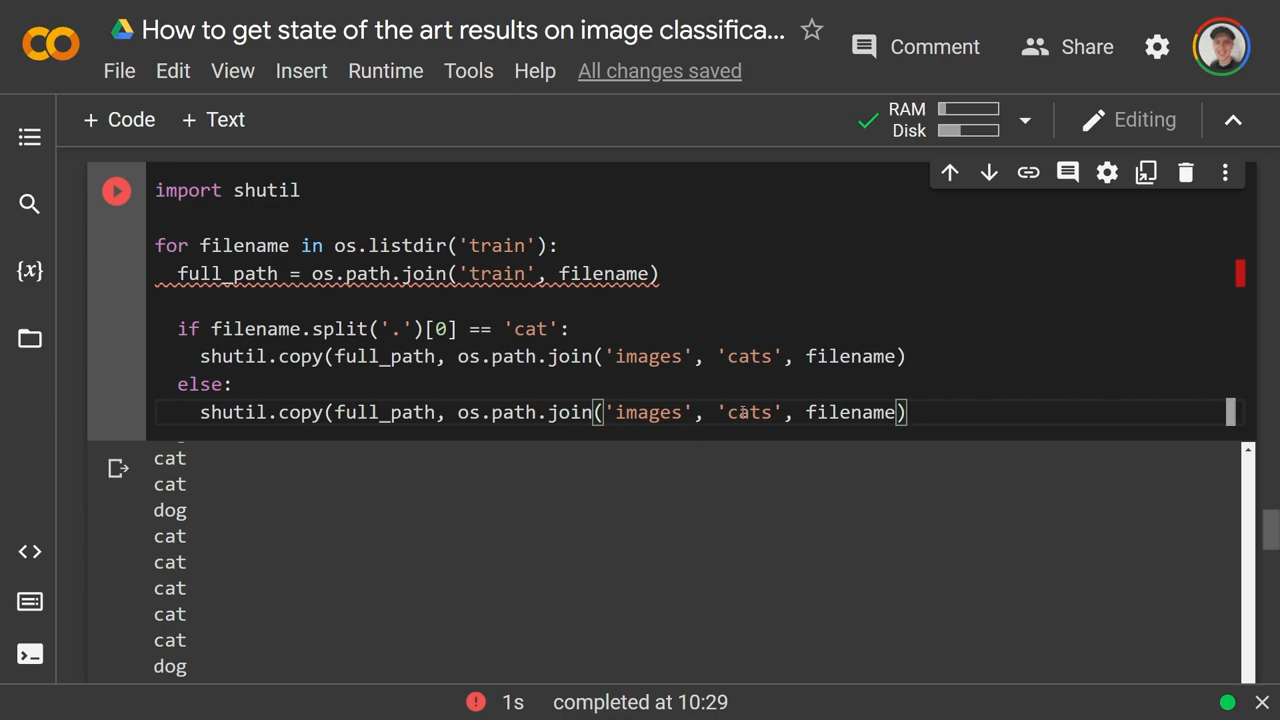 How to get state of the art results on image classifica...
Comment
Share
File Edit View Insert Runtime Tools Help All changes saved
+ Code + Text
RAM
Disk
Editing
import shutil
for filename in os.listdir('train'):
full_path = os.path.join('train', filename)
if filename.split('.')[0] == 'cat':
shutil.copy(full_path, os.path.join('images', 'cats', filename)
else:
shutil.copy(full_path, os.path.join('images', 'cats', filename)
{x}
cat
cat
dog
cat
cat
cat
cat
cat
dog
1s completed at 10:29